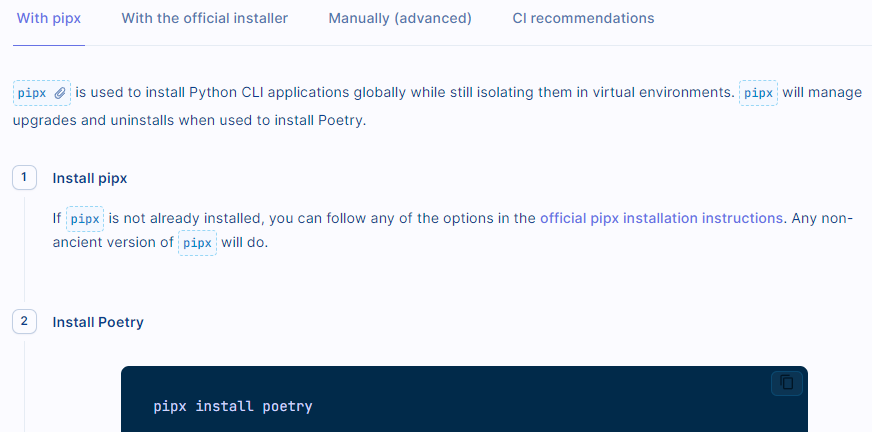 With pipx With the official installer Manually (advanced) CI recommendations
pipx is used to install Python CLI applications globally while still isolating them in virtual environments. pipx will manage
upgrades and uninstalls when used to install Poetry.
1 Install pipx
If pipx is not already installed, you can follow any of the options in the official pipx installation instructions. Any non-
ancient version of pipx will do.
2 Install Poetry
pipx install poetry